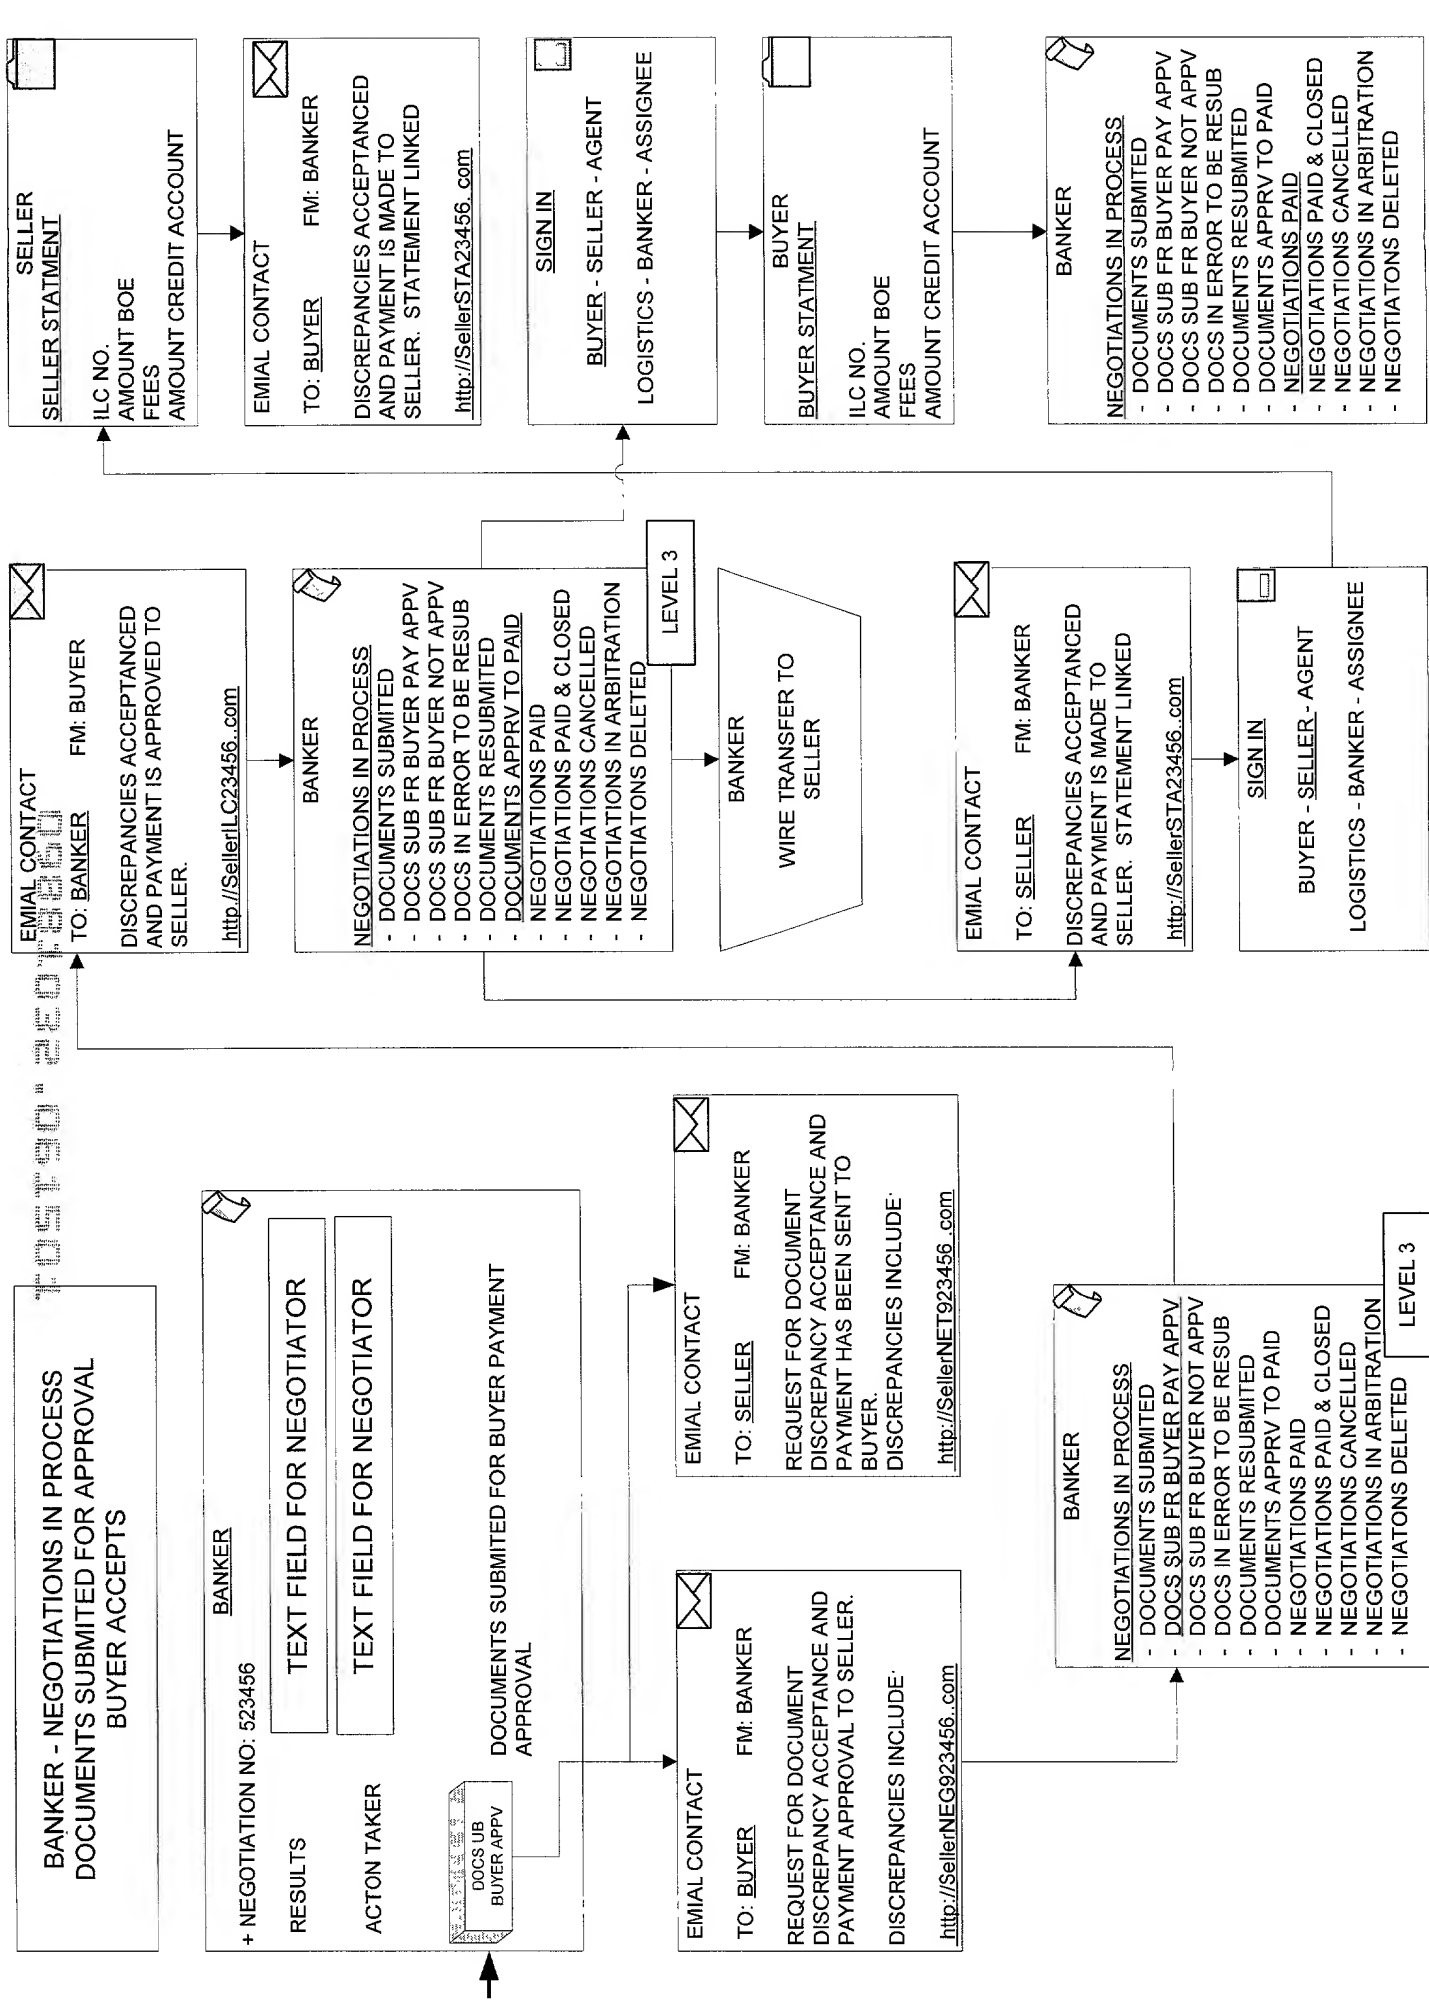 BANKER - NEGOTIATIONS IN PROCESS
DOCUMENTS SUBMITED FOR APPROVAL
BUYER ACCEPTS
BANKER
+ NEGOTIATION NO: 523456
RESULTS
TEXT FIELD FOR NEGOTIATOR
ACTON TAKER
TEXT FIELD FOR NEGOTIATOR
DOCS UB
BUYER APPV
DOCUMENTS SUBMITED FOR BUYER PAYMENT
APPROVAL
EMIAL CONTACT
TO: BUYER FM: BANKER
REQUEST FOR DOCUMENT
DISCREPANCY ACCEPTANCE AND
PAYMENT APPROVAL TO SELLER.
DISCREPANCIES INCLUDE:
http://SellerNEG923456..com
EMIAL CONTACT
TO: SELLER FM: BANKER
REQUEST FOR DOCUMENT
DISCREPANCY ACCEPTANCE AND
PAYMENT HAS BEEN SENT TO
BUYER.
DISCREPANCIES INCLUDE:
http://SellerNET923456 .com
BANKER
NEGOTIATIONS IN PROCESS
- DOCUMENTS SUBMITED
- DOCS SUB FR BUYER PAY APPV
- DOCS SUB FR BUYER NOT APPV
- DOCS IN ERROR TO BE RESUB
- DOCUMENTS RESUBMITED
- DOCUMENTS APPRV TO PAID
- NEGOTIATIONS PAID
- NEGOTIATIONS PAID & CLOSED
- NEGOTIATIONS CANCELLED
- NEGOTIATIONS IN ARBITRATION
- NEGOTIATONS DELETED
LEVEL 3
EMIAL CONTACT
TO: BANKER FM: BUYER
DISCREPANCIES ACCEPTANCED
AND PAYMENT IS APPROVED TO
SELLER.
http://SellerILC23456..com
BANKER
NEGOTIATIONS IN PROCESS
- DOCUMENTS SUBMITED
- DOCS SUB FR BUYER PAY APPV
- DOCS SUB FR BUYER NOT APPV
- DOCS IN ERROR TO BE RESUB
- DOCUMENTS RESUBMITED
- DOCUMENTS APPRV TO PAID
- NEGOTIATIONS PAID
- NEGOTIATIONS PAID & CLOSED
- NEGOTIATIONS CANCELLED
- NEGOTIATIONS IN ARBITRATION
- NEGOTIATONS DELETED
LEVEL 3
BANKER
WIRE TRANSFER TO
SELLER
EMIAL CONTACT
TO: SELLER FM: BANKER
DISCREPANCIES ACCEPTANCED
AND PAYMENT IS MADE TO
SELLER. STATEMENT LINKED
http://SellerSTA23456..com
SIGN IN
BUYER - SELLER - AGENT
LOGISTICS - BANKER - ASSIGNEE
SELLER
SELLER STATMENT
ILC NO.
AMOUNT BOE
FEES
AMOUNT CREDIT ACCOUNT
EMIAL CONTACT
TO: BUYER FM: BANKER
DISCREPANCIES ACCEPTANCED
AND PAYMENT IS MADE TO
SELLER. STATEMENT LINKED
http://SellerSTA23456. com
SIGN IN
BUYER - SELLER - AGENT
LOGISTICS - BANKER - ASSIGNEE
BUYER
BUYER STATMENT
ILC NO.
AMOUNT BOE
FEES
AMOUNT CREDIT ACCOUNT
BANKER
NEGOTIATIONS IN PROCESS
- DOCUMENTS SUBMITED
- DOCS SUB FR BUYER PAY APPV
- DOCS SUB FR BUYER NOT APPV
- DOCS IN ERROR TO BE RESUB
- DOCUMENTS RESUBMITED
- DOCUMENTS APPRV TO PAID
- NEGOTIATIONS PAID
- NEGOTIATIONS PAID & CLOSED
- NEGOTIATIONS CANCELLED
- NEGOTIATIONS IN ARBITRATION
- NEGOTIATONS DELETED